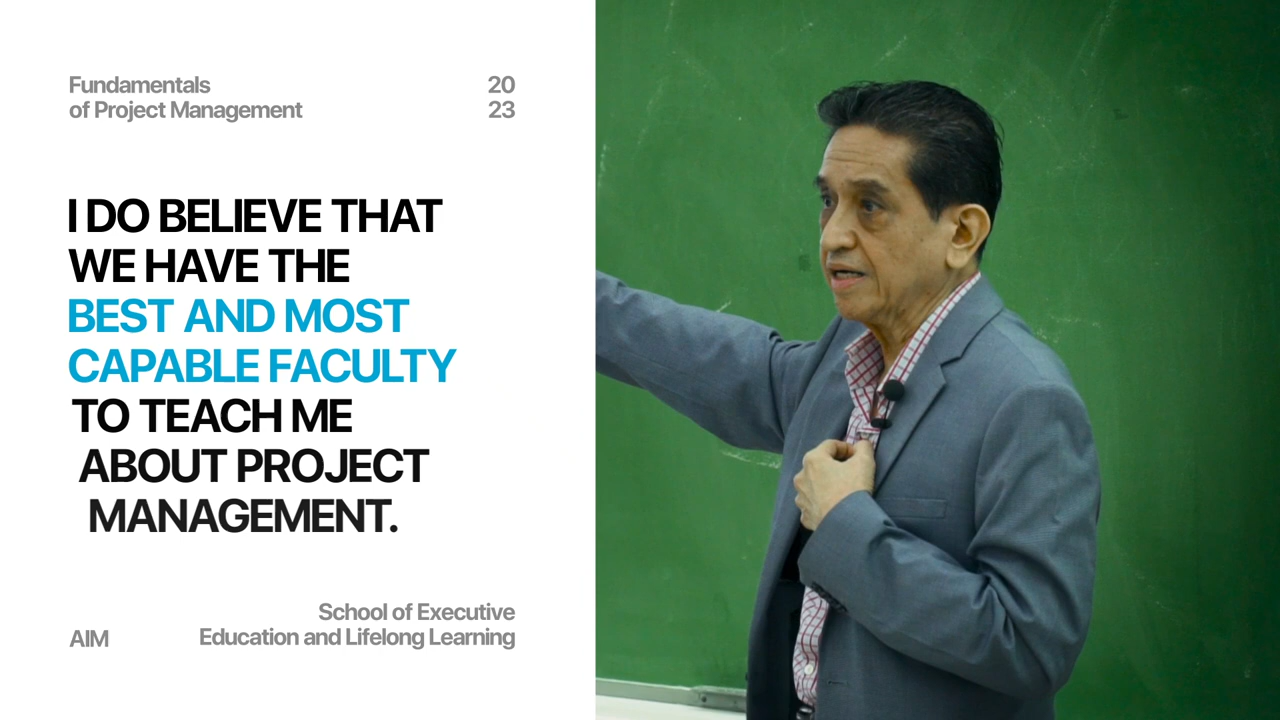 Fundamentals
of Project Management
20
23
I DO BELIEVE THAT
WE HAVE THE
BEST AND MOST
CAPABLE FACULTY
TO TEACH ME
ABOUT PROJECT
MANAGEMENT.
AIM
School of Executive
Education and Lifelong Learning